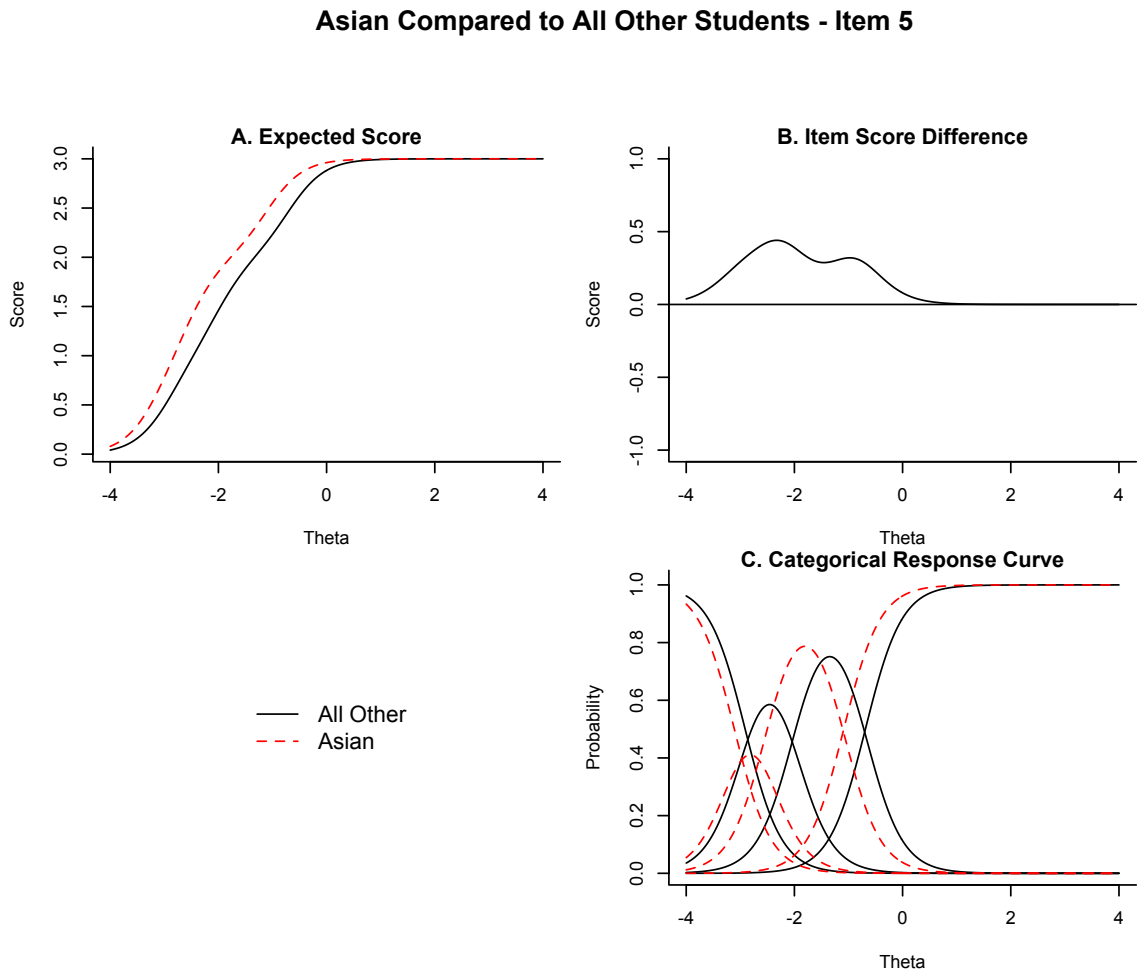 Asian Compared to All Other Students - Item 5
A. Expected Score
3.0
2.5
2.0
1.5
1.0
0.5
0.0
Score
-4 -2 0 2 4
Theta
B. Item Score Difference
1.0
0.5
0.0
-0.5
-1.0
Score
-4 -2 0 2 4
Theta
All Other
Asian
C. Categorical Response Curve
1.0
0.8
0.6
0.4
0.2
0.0
Probability
-4 -2 0 2 4
Theta